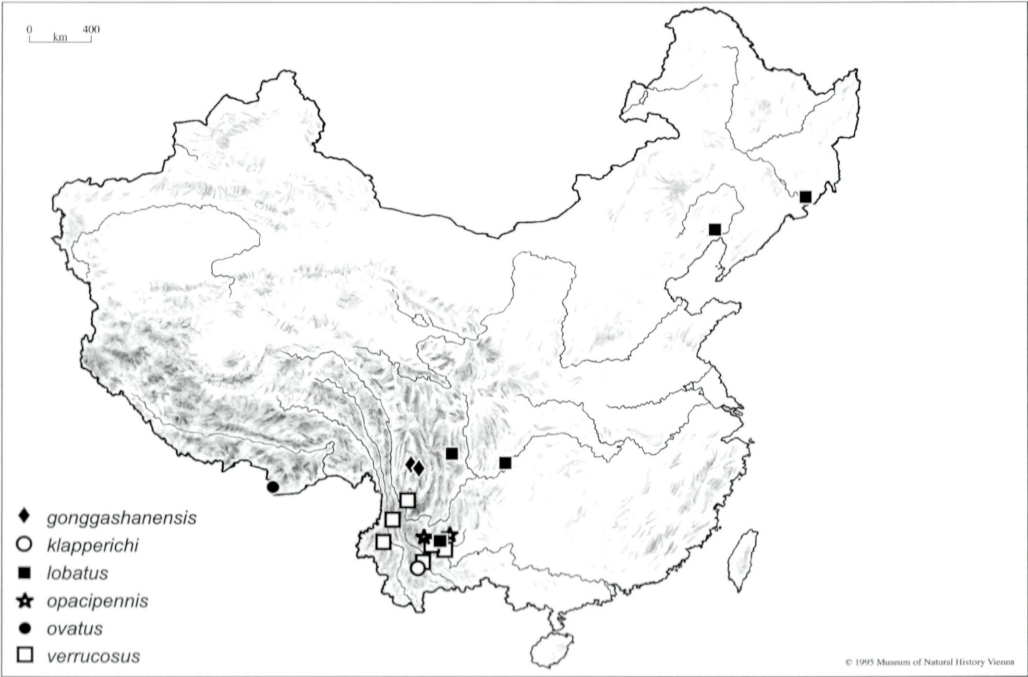 0 400
km
gonggashanensis
klapperichi
lobatus
opacipennis
ovatus
verrucosus
© 1995 Museum of Natural History Vienna